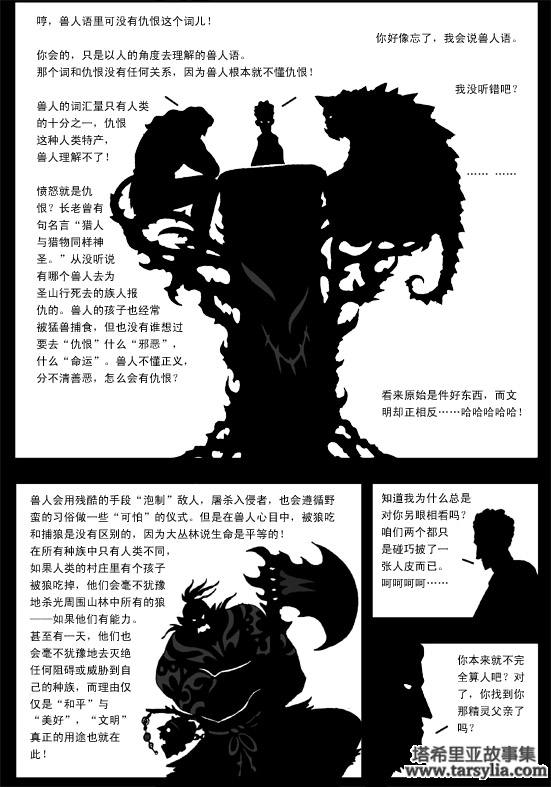 哼，兽人语里可没有仇恨这个词儿！
你好像忘了，我会说兽人语。
你会的，只是以人的角度去理解的兽人语。
那个词和仇恨没有任何关系，因为兽人根本就不懂仇恨！
我没听错吧？
兽人的词汇量只有人类
的十分之一，仇恨
这种人类特产，
兽人理解不了！
…… ……
愤怒就是仇
恨？长老曾有
句名言“猎人
与猎物同样神
圣。”从没听说
有哪个兽人去为
圣山行死去的族人报
仇的。兽人的孩子也经常
被猛兽捕食，但也没有谁想过
要去“仇恨”什么“邪恶”，
什么“命运”。兽人不懂正义，
分不清善恶，怎么会有仇恨？
看来原始是件好东西，而文
明却正相反……哈哈哈哈哈！
兽人会用残酷的手段“泡制”敌人，屠杀入侵者，也会遵循野
蛮的习俗做一些“可怕”的仪式。但是在兽人心目中，被狼吃
和捕狼是没有区别的，因为大丛林说生命是平等的！
在所有种族中只有人类不同，
如果人类的村庄里有个孩子
被狼吃掉，他们会毫不犹豫
地杀光周围山林中所有的狼
——如果他们有能力。
甚至有一天，他们也
会毫不犹豫地去灭绝
任何阻碍或威胁到自
己的种族，而理由仅
仅是“和平”与
“美好”，“文明”
真正的用途也就在
此！
知道我为什么总是
对你另眼相看吗？
咱们两个都只
是碰巧披了一
张人皮而已。
呵呵呵呵……
你本来就不完
全算人吧？对
了，你找到你
那精灵父亲了
吗？
塔希里亚故事集
www.tarsylia.com